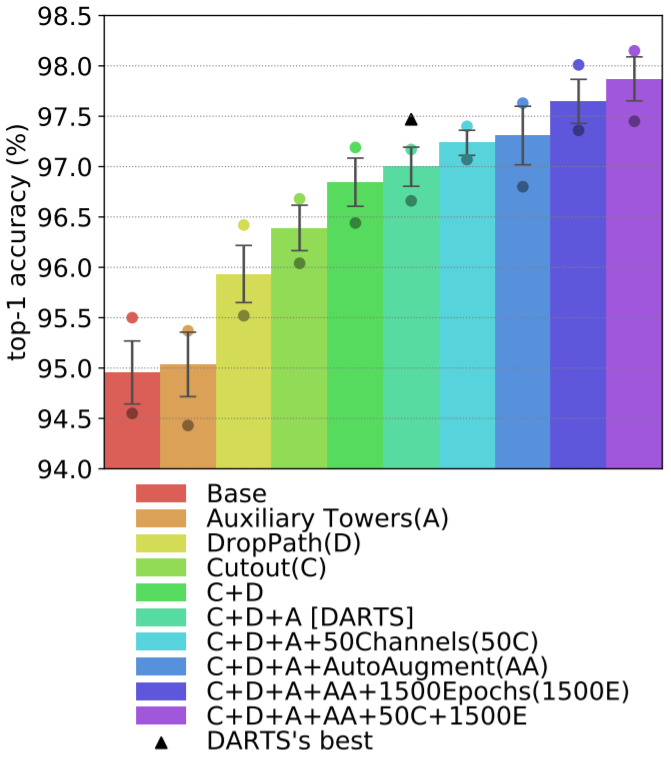 98.5
98.0
97.5
97.0
96.5
96.0
95.5
95.0
94.5
94.0
top-1 accuracy (%)
Base
Auxiliary Towers(A)
DropPath(D)
Cutout(C)
C+D
C+D+A [DARTS]
C+D+A+50Channels(50C)
C+D+A+AutoAugment(AA)
C+D+A+AA+1500Epochs(1500E)
C+D+A+AA+50C+1500E
DARTS's best